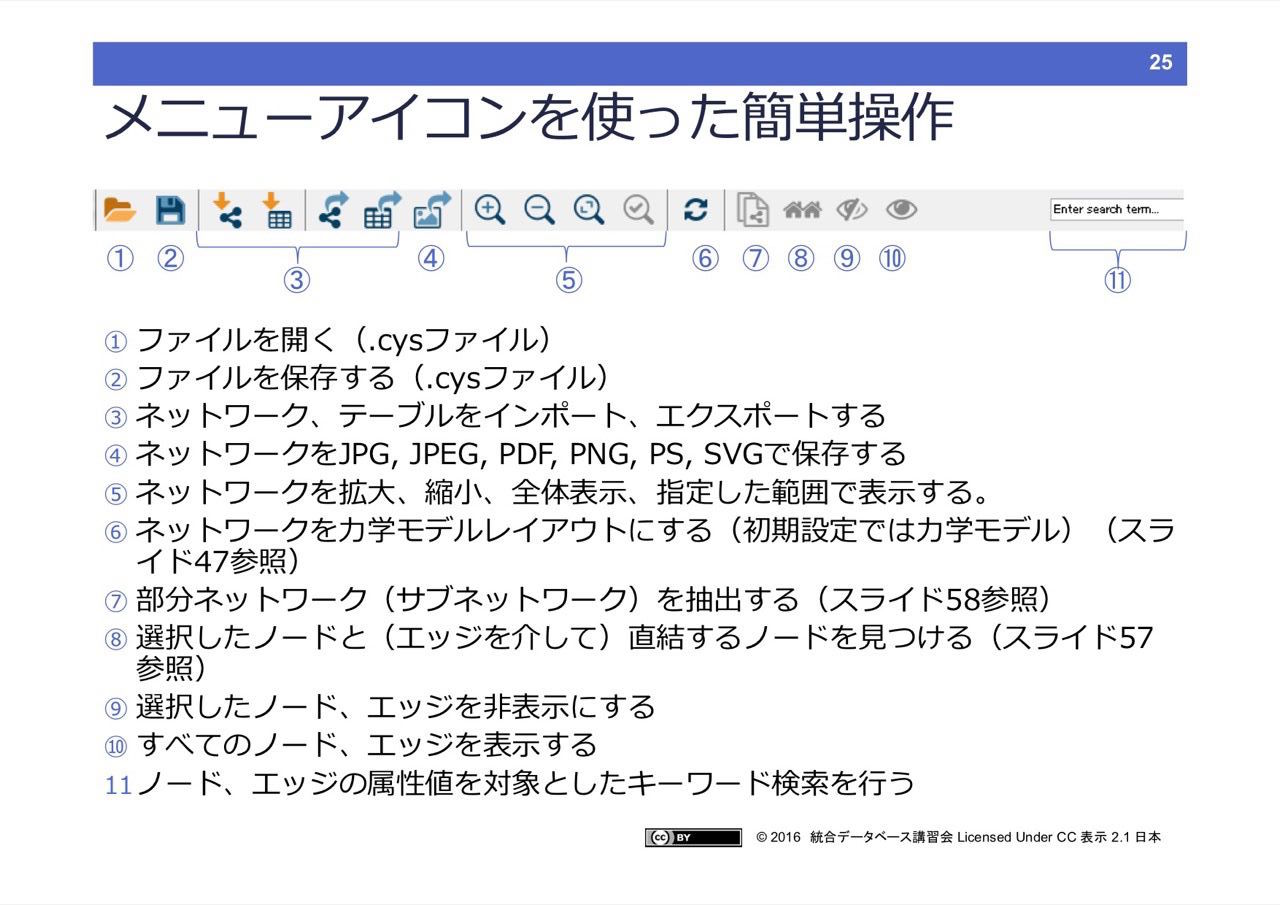 25
メニューアイコンを使った簡単操作
Enter search term...
① ② ③ ④ ⑤ ⑥ ⑦ ⑧ ⑨ ⑩ ⑪
① ファイルを開く（.cysファイル）
② ファイルを保存する（.cysファイル）
③ ネットワーク、テーブルをインポート、エクスポートする
④ ネットワークをJPG, JPEG, PDF, PNG, PS, SVGで保存する
⑤ ネットワークを拡大、縮小、全体表示、指定した範囲で表示する。
⑥ ネットワークを力学モデルレイアウトにする（初期設定では力学モデル）（スラ
イド47参照）
⑦ 部分ネットワーク（サブネットワーク）を抽出する（スライド58参照）
⑧ 選択したノードと（エッジを介して）直結するノードを見つける（スライド57
参照）
⑨ 選択したノード、エッジを非表示にする
⑩ すべてのノード、エッジを表示する
11 ノード、エッジの属性値を対象としたキーワード検索を行う
cc BY © 2016 統合データベース講習会 Licensed Under CC 表示 2.1 日本